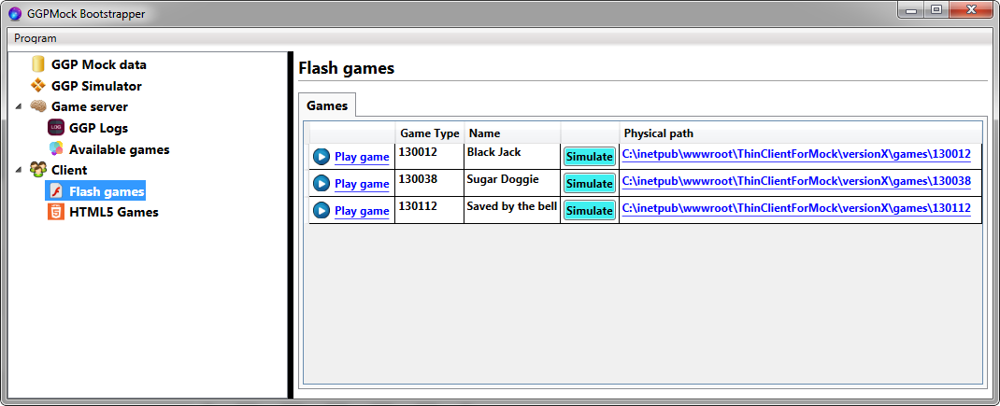 GGPMock Bootstrapper
Program
GGP Mock data
GGP Simulator
Game server
LOG
GGP Logs
Available games
Client
Flash games
HTML5 Games
Flash games
Games
Game Type Name Physical path
Play game 130012 Black Jack Simulate C:\inetpub\wwwroot\ThinClientForMock\versionX\games\130012
Play game 130038 Sugar Doggie Simulate C:\inetpub\wwwroot\ThinClientForMock\versionX\games\130038
Play game 130112 Saved by the bell Simulate C:\inetpub\wwwroot\ThinClientForMock\versionX\games\130112